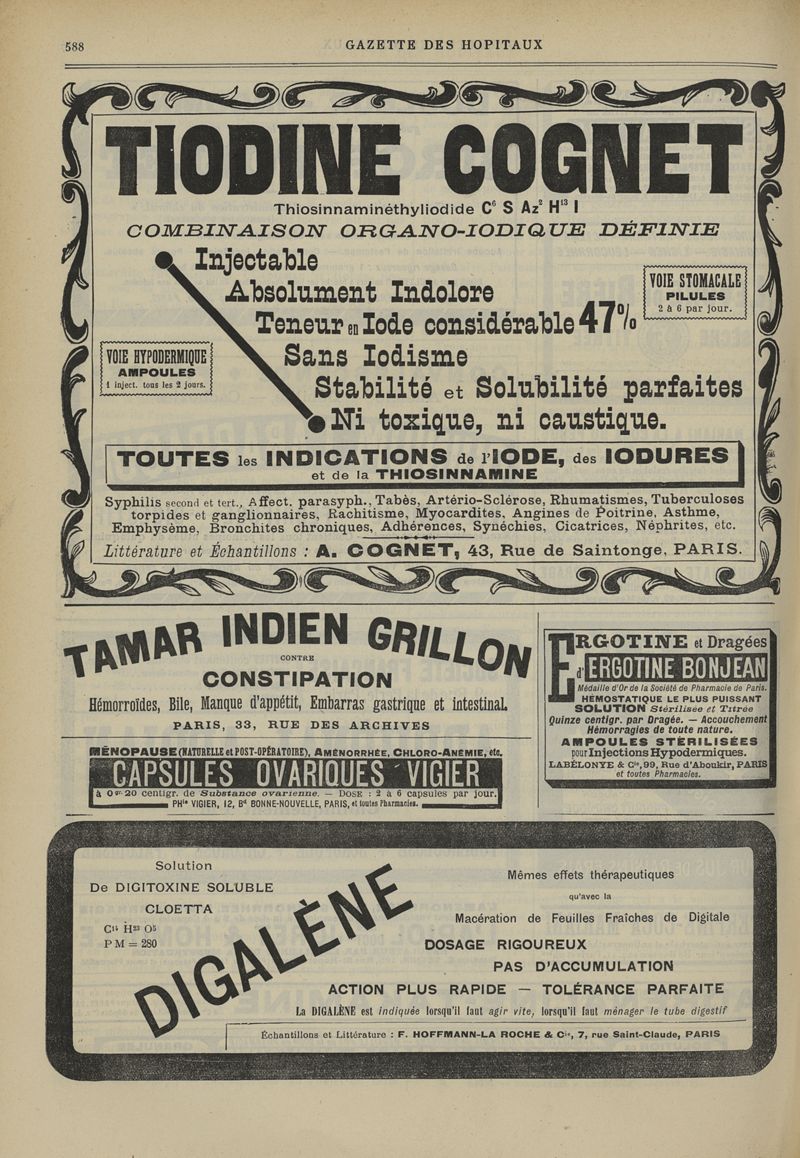 588
GAZETTE DES HOPITAUX
TIODINE COGNET
Thiosinnaminéthyliodide C⁶ S Az² H¹³ I
COMBINAISON ORGANO-IODIQUE DÉFINIE
Injectable
Absolument Indolore
Teneur en Iode considérable 47%
Sans Iodisme
Stabilité et Solubilité parfaites
Ni toxique, ni caustique.
VOIE STOMACALE
PILULES
2 à 6 par jour.
VOIE HYPODERMIQUE
AMPOULES
1 inject. tous les 2 jours.
TOUTES les INDICATIONS de l'IODE, des IODURES
et de la THIOSINNAMINE
Syphilis second et tert., Affect. parasyph., Tabès, Artério-Sclérose, Rhumatismes, Tuberculoses
torpides et ganglionnaires, Rachitisme, Myocardites, Angines de Poitrine, Asthme,
Emphysème, Bronchites chroniques, Adhérences, Synéchies, Cicatrices, Néphrites, etc.
Littérature et Échantillons : A. COGNET, 43, Rue de Saintonge, PARIS.
TAMAR INDIEN GRILLON
CONTRE
CONSTIPATION
Hémorroïdes, Bile, Manque d'appétit, Embarras gastrique et intestinal.
PARIS, 33, RUE DES ARCHIVES
MÉNOPAUSE (NATURELLE et POST-OPÉRATOIRE), AMÉNORRHÉE, CHLORO-ANÉMIE, etc.
CAPSULES OVARIQUES VIGIER
à 0 gr. 20 centigr. de Substance ovarienne. — DOSE : 2 à 6 capsules par jour.
PHie VIGIER, 12, Bd BONNE-NOUVELLE, PARIS, et toutes Pharmacies.
ERGOTINE et Dragées
d'ERGOTINE BONJEAN
Médaille d'Or de la Société de Pharmacie de Paris.
HÉMOSTATIQUE LE PLUS PUISSANT
SOLUTION Stérilisée et Titrée
Quinze centigr. par Dragée. — Accouchement
Hémorragies de toute nature.
AMPOULES STÉRILISÉES
pour Injections Hypodermiques.
LABÉLONYE & Cie, 99, Rue d'Aboukir, PARIS
et toutes Pharmacies.
Solution
De DIGITOXINE SOLUBLE
CLOETTA
C¹⁴ H²³ O⁵
P M = 280
DIGALÈNE
Mêmes effets thérapeutiques
qu'avec la
Macération de Feuilles Fraîches de Digitale
DOSAGE RIGOUREUX
PAS D'ACCUMULATION
ACTION PLUS RAPIDE — TOLÉRANCE PARFAITE
La DIGALÈNE est indiquée lorsqu'il faut agir vite, lorsqu'il faut ménager le tube digestif
Échantillons et Littérature : F. HOFFMANN-LA ROCHE & Cie, 7, rue Saint-Claude, PARIS